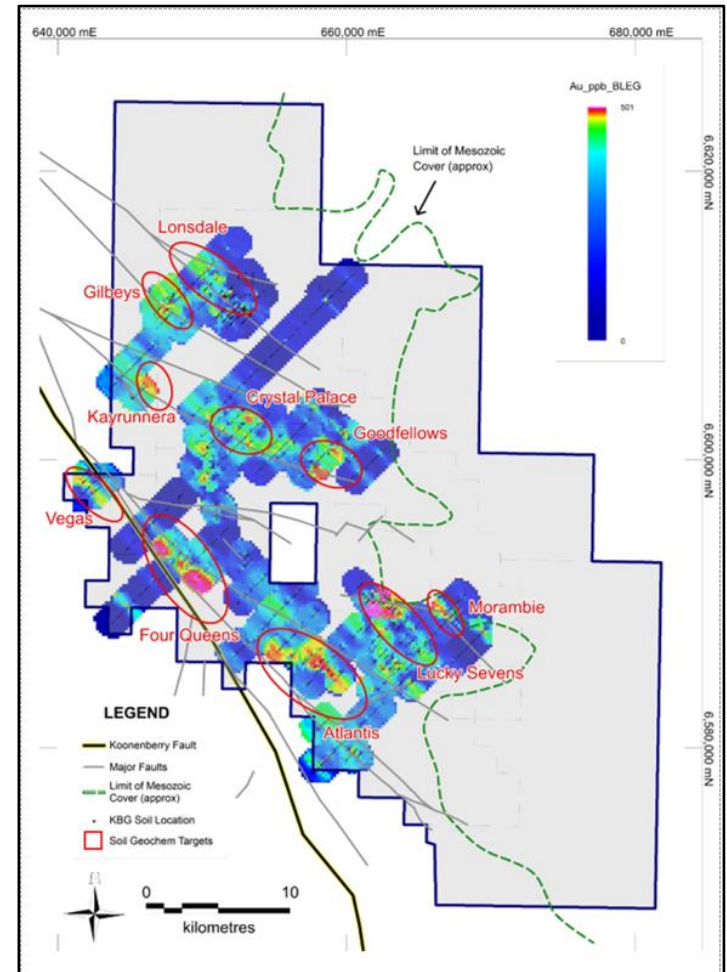 640,000 mE
660,000 mE
680,000 mE
Au_ppb_BLEG
501
0
Limit of Mesozoic
Cover (approx)
6,620,000 mN
Lonsdale
Gilbeys
Kayrunnera
Crystal Palace
Goodfellows
6,600,000 mN
Vegas
Four Queens
Morambie
Lucky Sevens
Atlantis
6,580,000 mN
LEGEND
Koonenberry Fault
Major Faults
Limit of Mesozoic
Cover (approx)
KBG Soil Location
Soil Geochem Targets
0
10
kilometres